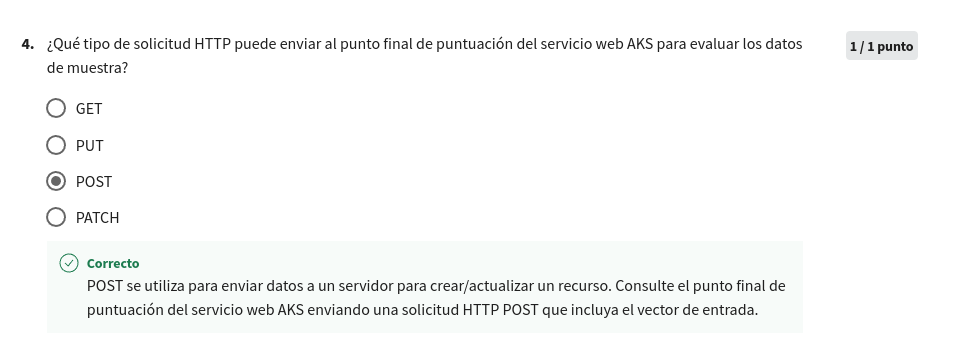 4. ¿Qué tipo de solicitud HTTP puede enviar al punto final de puntuación del servicio web AKS para evaluar los datos
de muestra?
1 / 1 punto
GET
PUT
POST
PATCH
Correcto
POST se utiliza para enviar datos a un servidor para crear/actualizar un recurso. Consulte el punto final de
puntuación del servicio web AKS enviando una solicitud HTTP POST que incluya el vector de entrada.